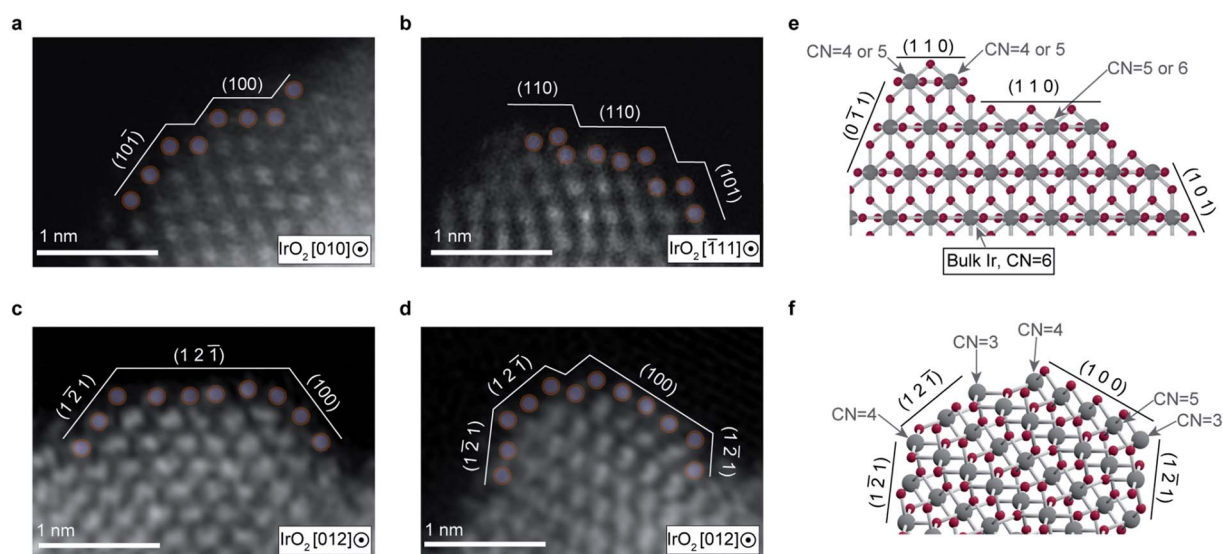 a
(100)
(101̅)
1 nm
IrO₂ [010]⊙
b
(110)
(110)
(101)
1 nm
IrO₂ [1̅11]⊙
c
(1 2 1̅)
(1 2̅ 1)
(100)
1 nm
IrO₂ [012]⊙
d
(1 2 1̅)
(100)
(1 2̅ 1)
(1 2̅ 1)
1 nm
IrO₂ [012]⊙
e
(1 1 0)
CN=4 or 5
CN=4 or 5
CN=5 or 6
(1 1 0)
(0 1̅ 1)
(1 0 1)
Bulk Ir, CN=6
f
CN=4
CN=3
(1 2 1̅)
(1 0 0)
CN=5
CN=3
CN=4
(1 2̅ 1)
(1 2̅ 1)